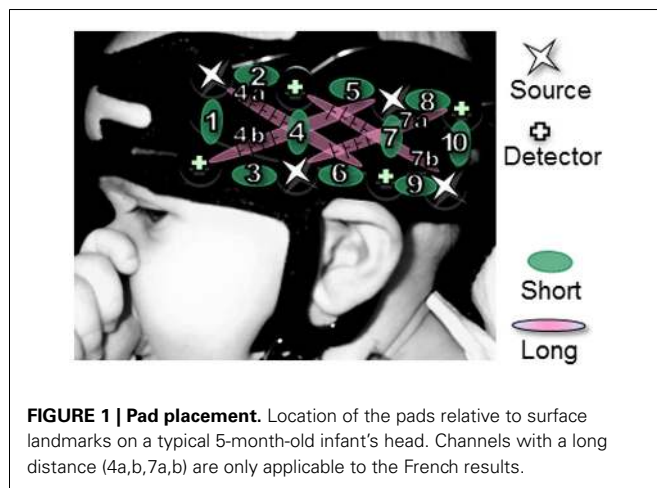 2
4a
5
8
1
4
7a
7
10
4b
7b
3
6
9
Source
Detector
Short
Long
FIGURE 1 | Pad placement. Location of the pads relative to surface
landmarks on a typical 5-month-old infant's head. Channels with a long
distance (4a,b,7a,b) are only applicable to the French results.